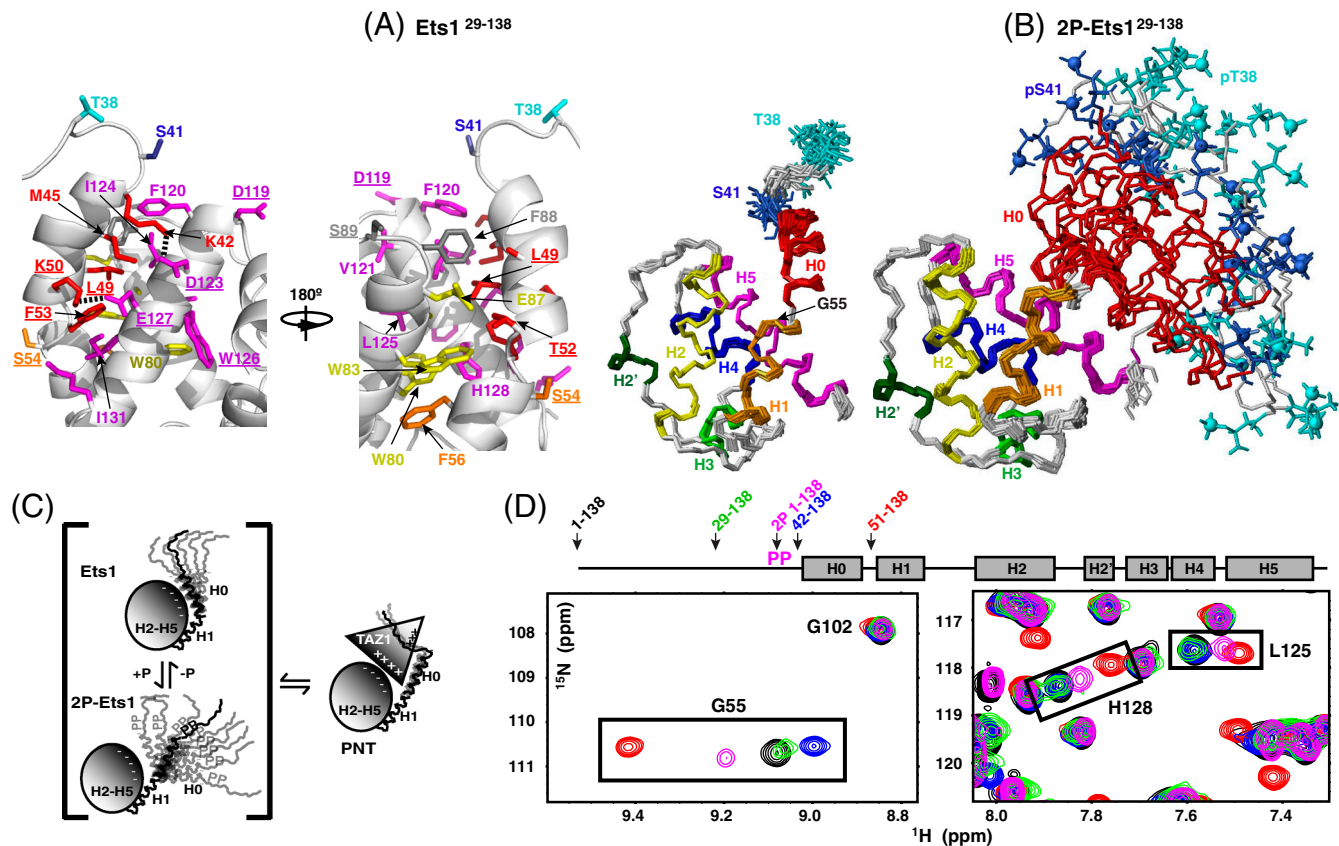 (A) Ets1 29-138
T38
S41
I124
F120
D119
M45
K42
K50
L49
D123
F53
E127
S54
W80
W126
I131
180º
T38
S41
D119
F120
F88
S89
V121
L49
E87
L125
T52
W83
H128
S54
W80
F56
T38
S41
H0
H5
G55
H2
H4
H2'
H1
H3
(B) 2P-Ets1 29-138
pS41
pT38
H0
H5
H4
H2
H2'
H1
H3
(C)
Ets1
H0
H2-H5
H1
+P
-P
2P-Ets1
PP
H2-H5
H1
H0
TAZ1
++++
H0
H2-H5
H1
PNT
(D)
1-138
29-138
2P 1-138
42-138
51-138
PP
H0
H1
H2
H2'
H3
H4
H5
108
110
111
15N (ppm)
G102
G55
9.4
9.2
9.0
117
118
119
120
L125
H128
8.0
7.8
7.6
7.4
1H (ppm)